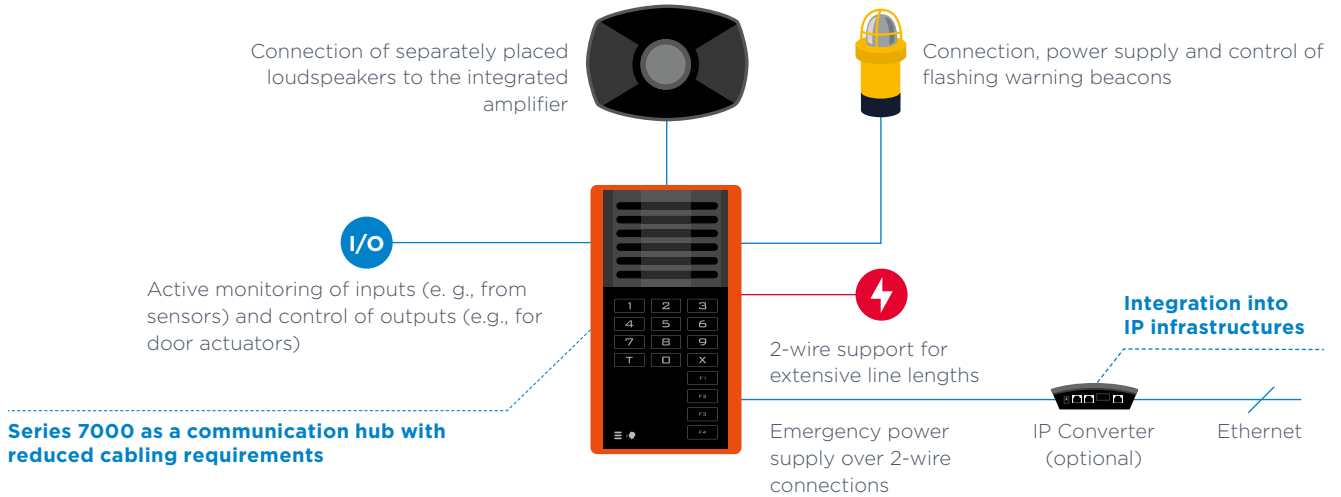 Connection of separately placed
loudspeakers to the integrated
amplifier
Connection, power supply and control of
flashing warning beacons
I/O
Active monitoring of inputs (e. g., from
sensors) and control of outputs (e.g., for
door actuators)
1 2 3
4 5 6
7 8 9
T 0 X
F1
F2
F3
F4
2-wire support for
extensive line lengths
Integration into
IP infrastructures
Series 7000 as a communication hub with
reduced cabling requirements
Emergency power
supply over 2-wire
connections
IP Converter
(optional)
Ethernet